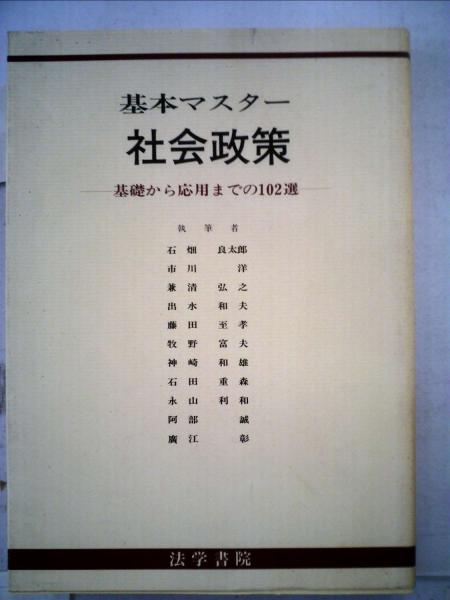 基本マスター
社会政策
基礎から応用までの102選
執筆者
石畑 良太郎
市川 洋
兼清 弘之
出水 和夫
藤田 至孝
牧野 富夫
神崎 和雄
石田 重森
永山 利和
阿部 誠
廣江 彰
法学書院